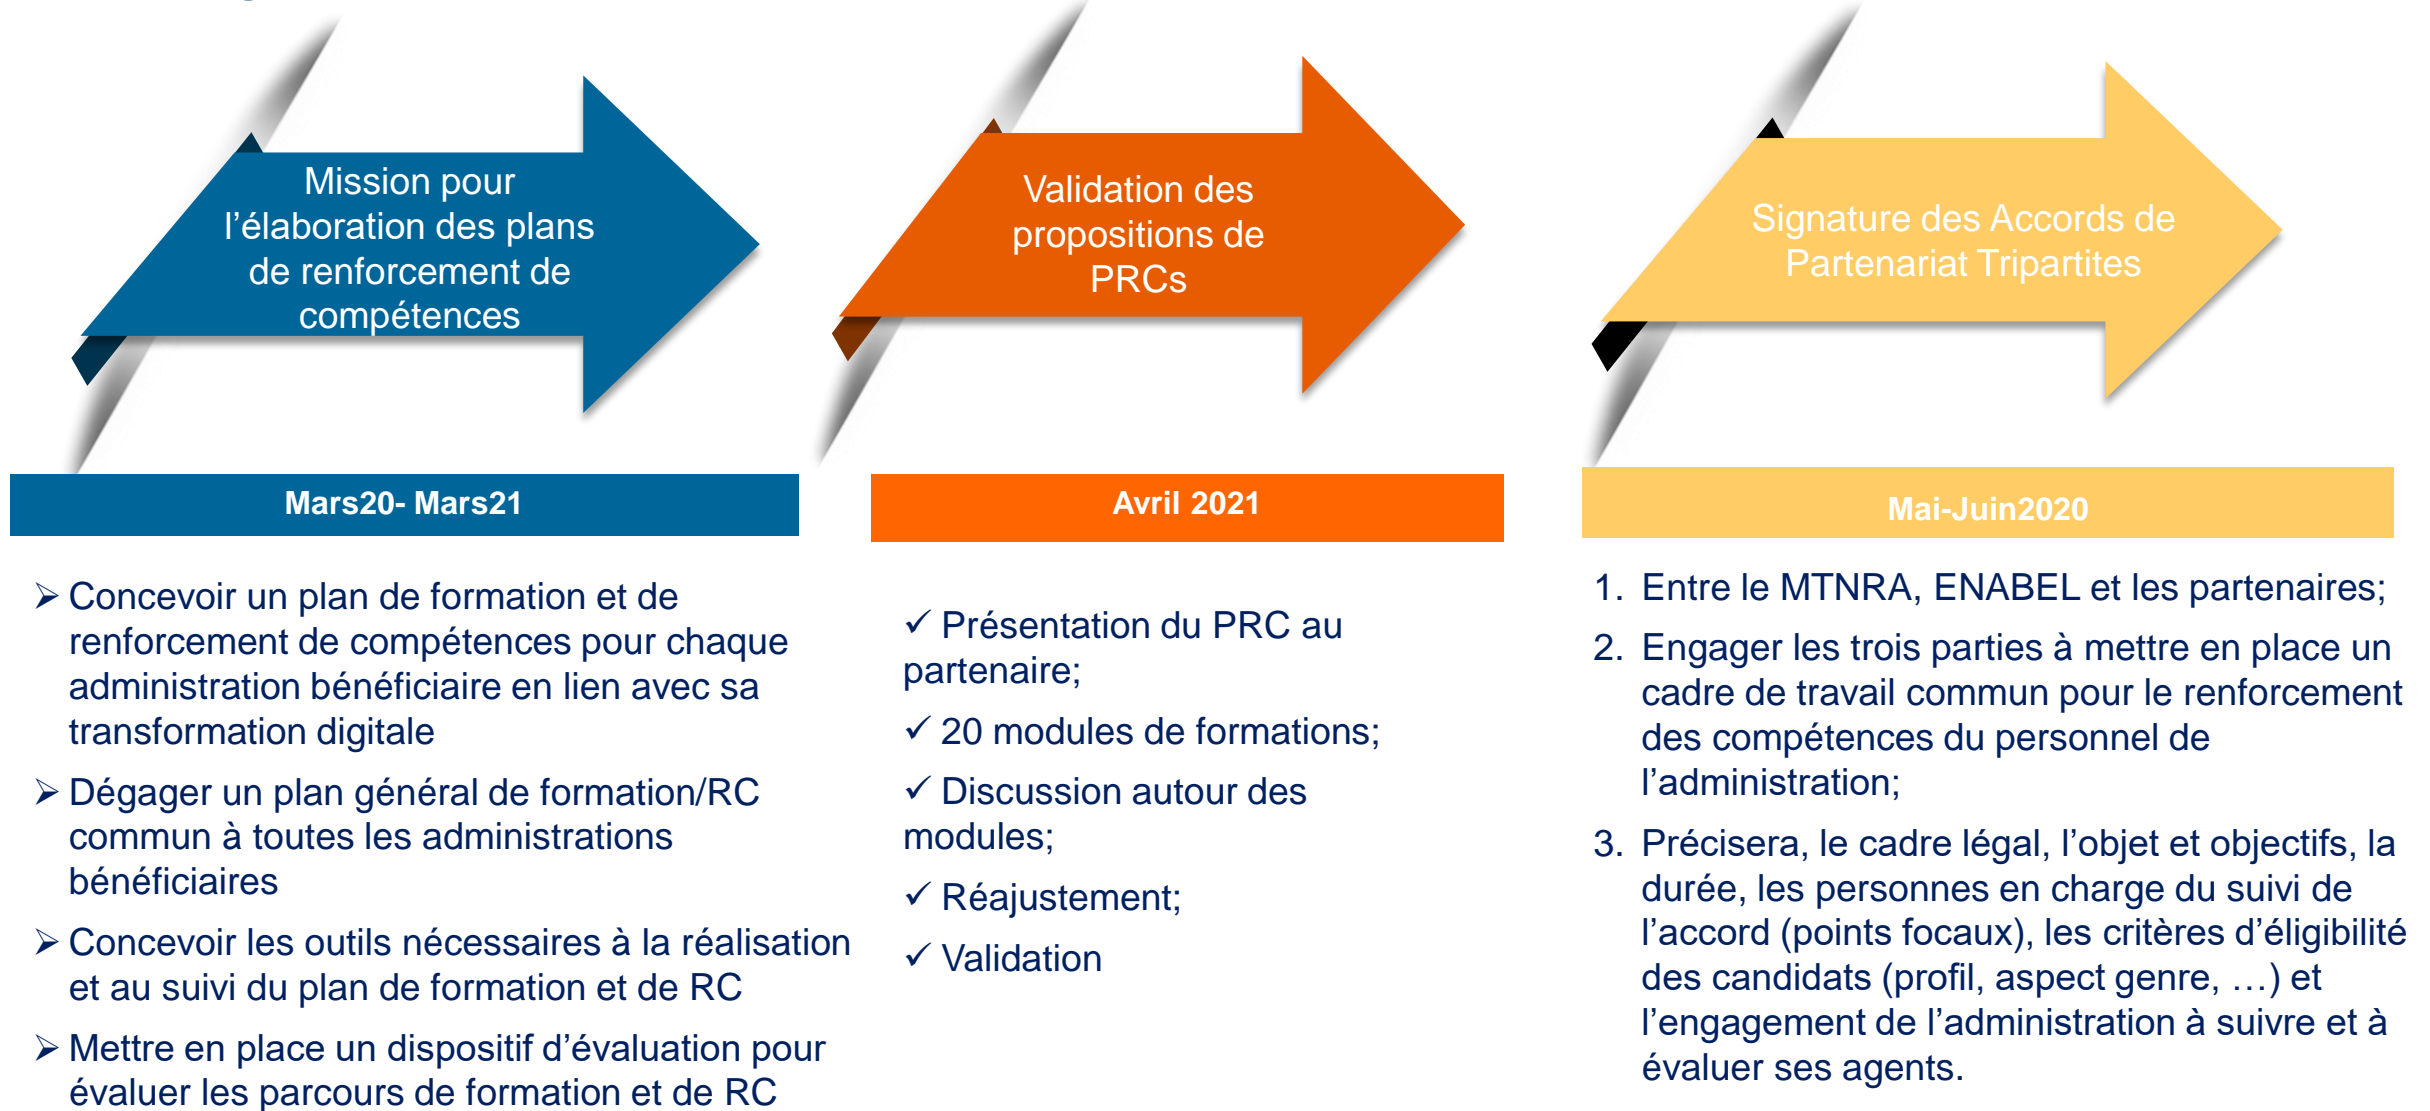 Mission pour
l’élaboration des plans
de renforcement de
compétences
Mars20- Mars21
➢ Concevoir un plan de formation et de
renforcement de compétences pour chaque
administration bénéficiaire en lien avec sa
transformation digitale
➢ Dégager un plan général de formation/RC
commun à toutes les administrations
bénéficiaires
➢ Concevoir les outils nécessaires à la réalisation
et au suivi du plan de formation et de RC
➢ Mettre en place un dispositif d’évaluation pour
évaluer les parcours de formation et de RC
Validation des
propositions de
PRCs
Avril 2021
✓ Présentation du PRC au
partenaire;
✓ 20 modules de formations;
✓ Discussion autour des
modules;
✓ Réajustement;
✓ Validation
Signature des Accords de
Partenariat Tripartites
Mai-Juin2020
1. Entre le MTNRA, ENABEL et les partenaires;
2. Engager les trois parties à mettre en place un
cadre de travail commun pour le renforcement
des compétences du personnel de
l’administration;
3. Précisera, le cadre légal, l’objet et objectifs, la
durée, les personnes en charge du suivi de
l’accord (points focaux), les critères d’éligibilité
des candidats (profil, aspect genre, …) et
l’engagement de l’administration à suivre et à
évaluer ses agents.